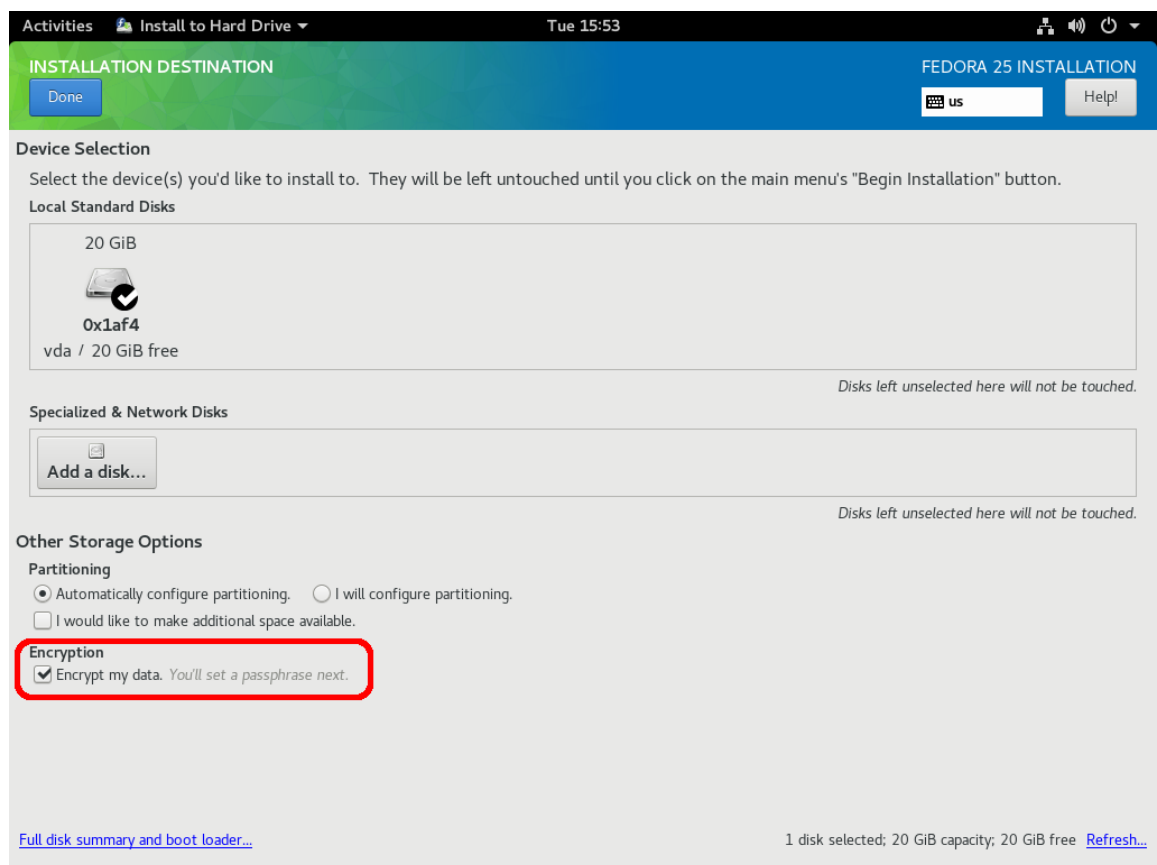 Activities Install to Hard Drive Tue 15:53
INSTALLATION DESTINATION FEDORA 25 INSTALLATION
Done us Help!
Device Selection
Select the device(s) you'd like to install to. They will be left untouched until you click on the main menu's "Begin Installation" button.
Local Standard Disks
20 GiB
0x1af4
vda / 20 GiB free
Disks left unselected here will not be touched.
Specialized & Network Disks
Add a disk...
Disks left unselected here will not be touched.
Other Storage Options
Partitioning
Automatically configure partitioning. I will configure partitioning.
I would like to make additional space available.
Encryption
Encrypt my data. You'll set a passphrase next.
Full disk summary and boot loader... 1 disk selected; 20 GiB capacity; 20 GiB free Refresh...